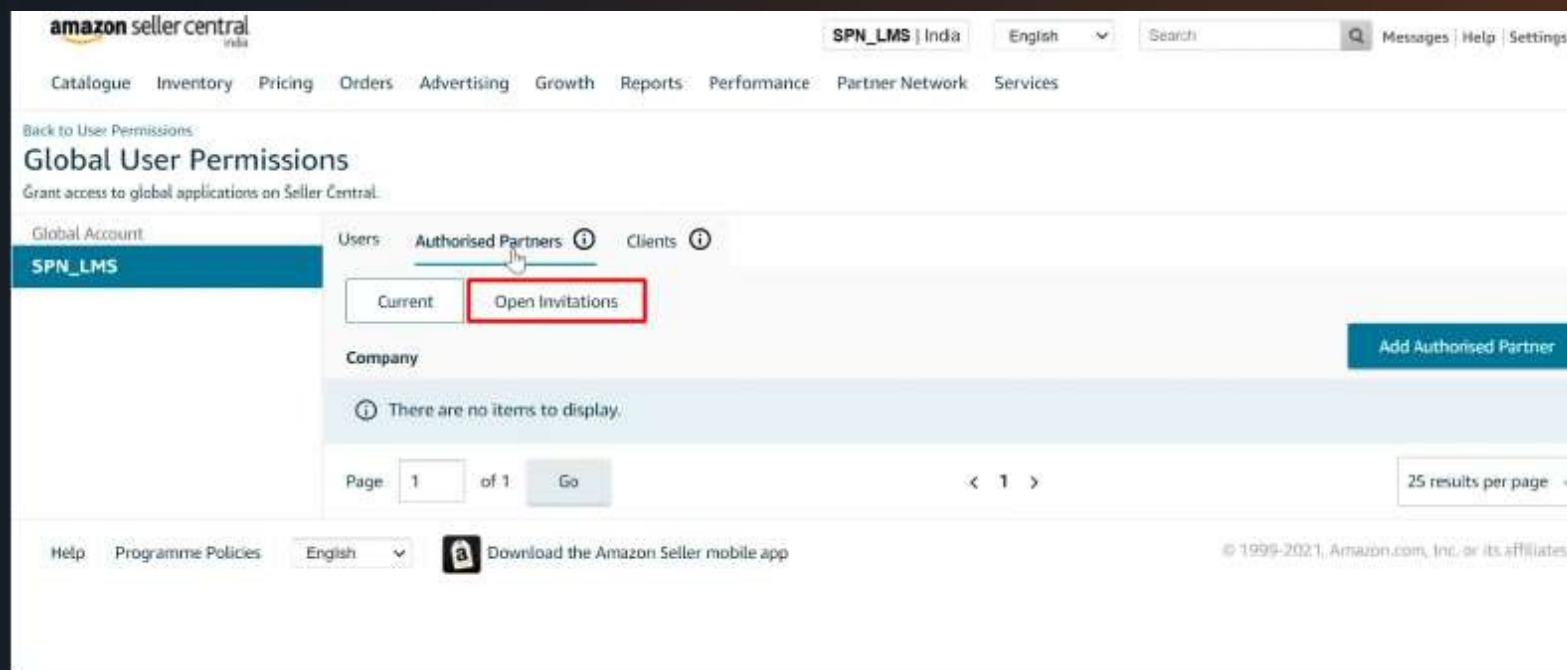 amazon seller central
india
SPN_LMS | India English Search Messages | Help | Settings
Catalogue Inventory Pricing Orders Advertising Growth Reports Performance Partner Network Services
Back to User Permissions
Global User Permissions
Grant access to global applications on Seller Central.
Global Account
SPN_LMS
Users Authorised Partners Clients
Current Open Invitations
Add Authorised Partner
Company
There are no items to display.
Page 1 of 1 Go < 1 > 25 results per page
Help Programme Policies English a Download the Amazon Seller mobile app © 1999-2021, Amazon.com, Inc. or its affiliates